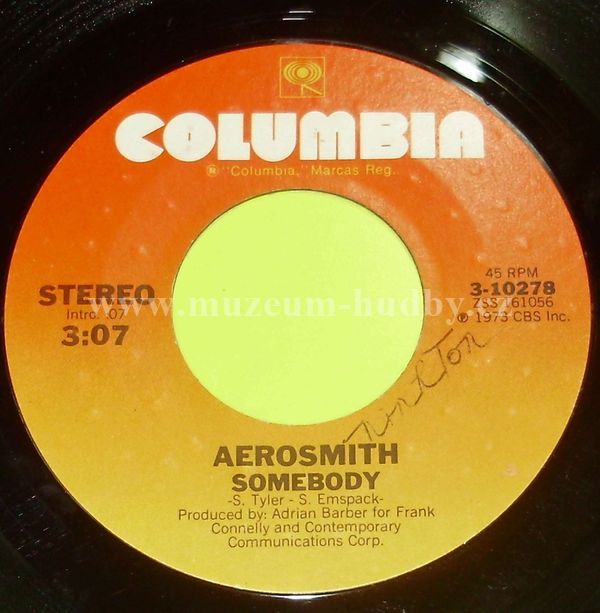 COLUMBIA
® "Columbia," Marcas Reg.
STEREO
Intro: :07
3:07
45 RPM
3-10278
ZSS 161056
℗ 1973 CBS Inc.
www.muzeum-hudby.cz
AEROSMITH
SOMEBODY
-S. Tyler - S. Emspack-
Produced by: Adrian Barber for Frank
Connelly and Contemporary
Communications Corp.